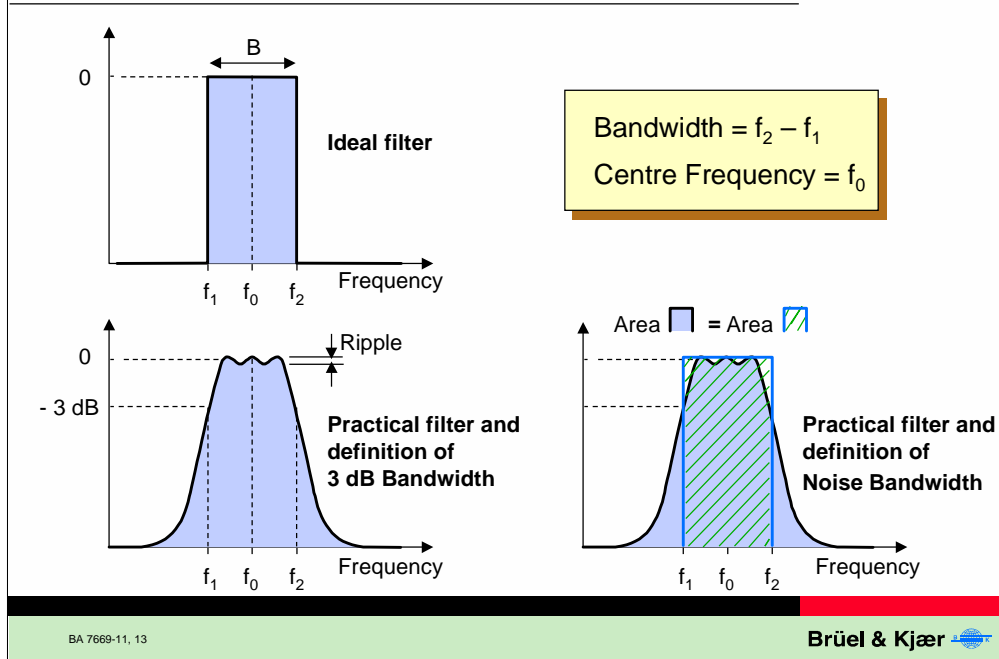 B
0
Ideal filter
Frequency
f₁ f₀ f₂
Bandwidth = f₂ – f₁
Centre Frequency = f₀
0
Ripple
- 3 dB
Practical filter and
definition of
3 dB Bandwidth
Frequency
f₁ f₀ f₂
Area = Area
Practical filter and
definition of
Noise Bandwidth
Frequency
f₁ f₀ f₂
BA 7669-11, 13
Brüel & Kjær